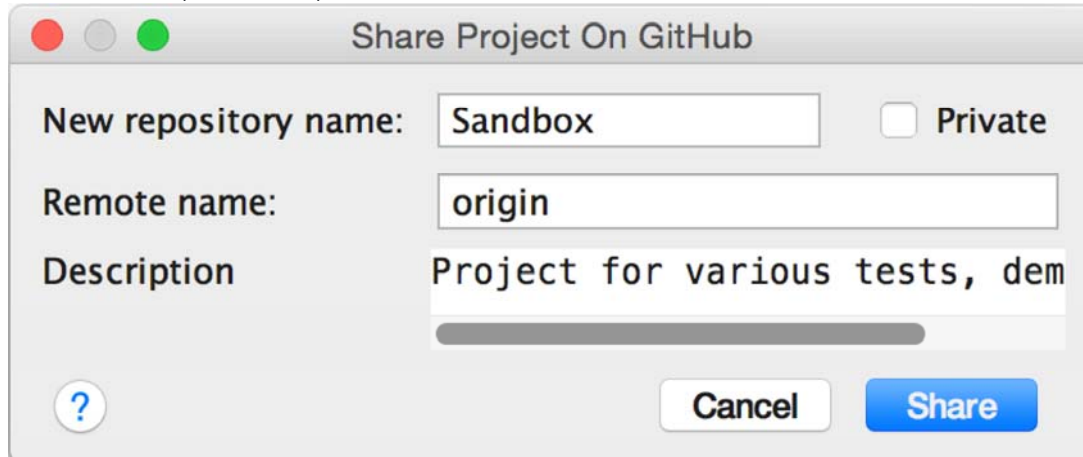 Share Project On GitHub
New repository name: Sandbox Private
Remote name: origin
Description Project for various tests, dem
? Cancel Share